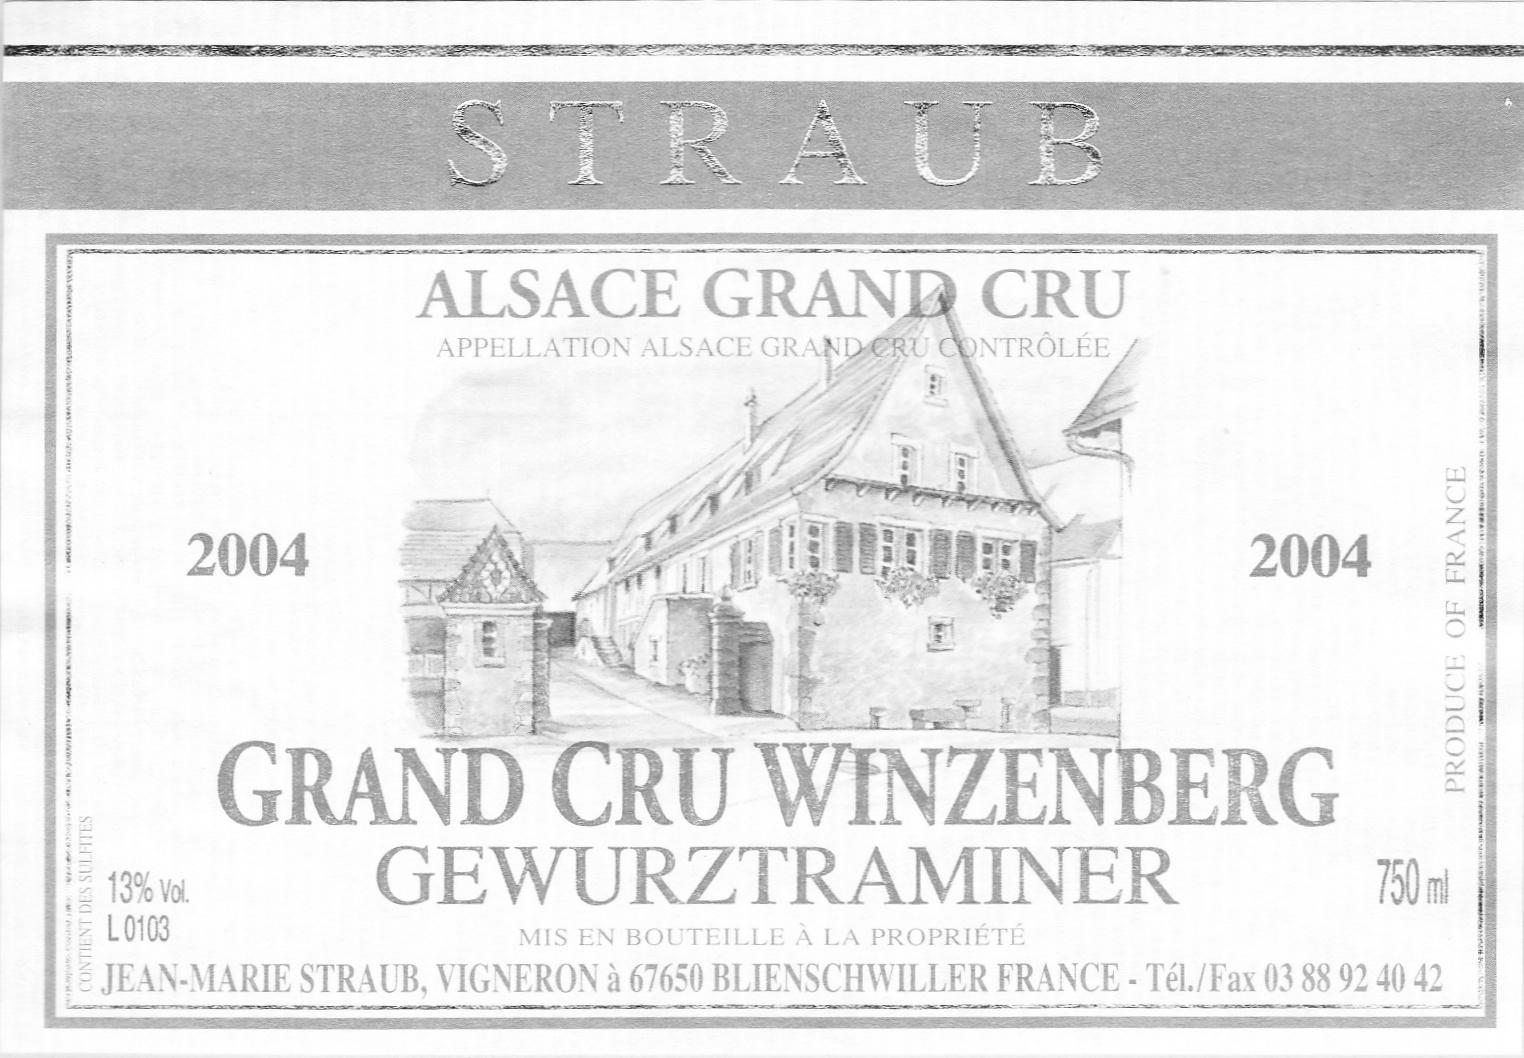 STRAUB
ALSACE GRAND CRU
APPELLATION ALSACE GRAND CRU CONTRÔLÉE
2004
2004
PRODUCE OF FRANCE
GRAND CRU WINZENBERG
GEWURZTRAMINER
CONTIENT DES SULFITES
13% Vol.
750 ml
L 0103
MIS EN BOUTEILLE À LA PROPRIÉTÉ
JEAN-MARIE STRAUB, VIGNERON à 67650 BLIENSCHWILLER FRANCE - Tél./Fax 03 88 92 40 42